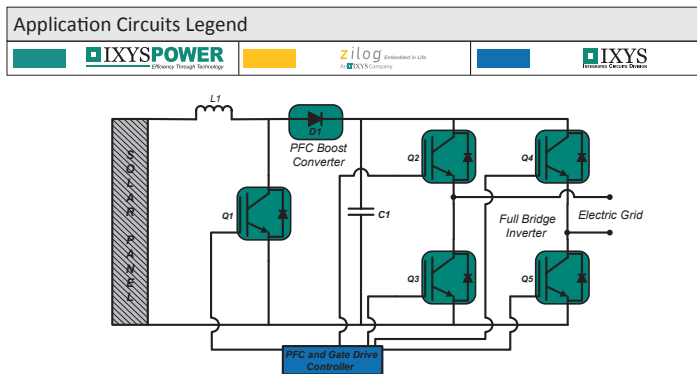 Application Circuits Legend
IXYSPOWER
Efficiency Through Technology
zilog Embedded in Life
An IXYS Company
IXYS
INTEGRATED CIRCUITS DIVISION
L1
D1
PFC Boost
Converter
SOLAR PANEL
Q1
C1
Q2
Q4
Full Bridge
Inverter
Electric Grid
Q3
Q5
PFC and Gate Drive
Controller